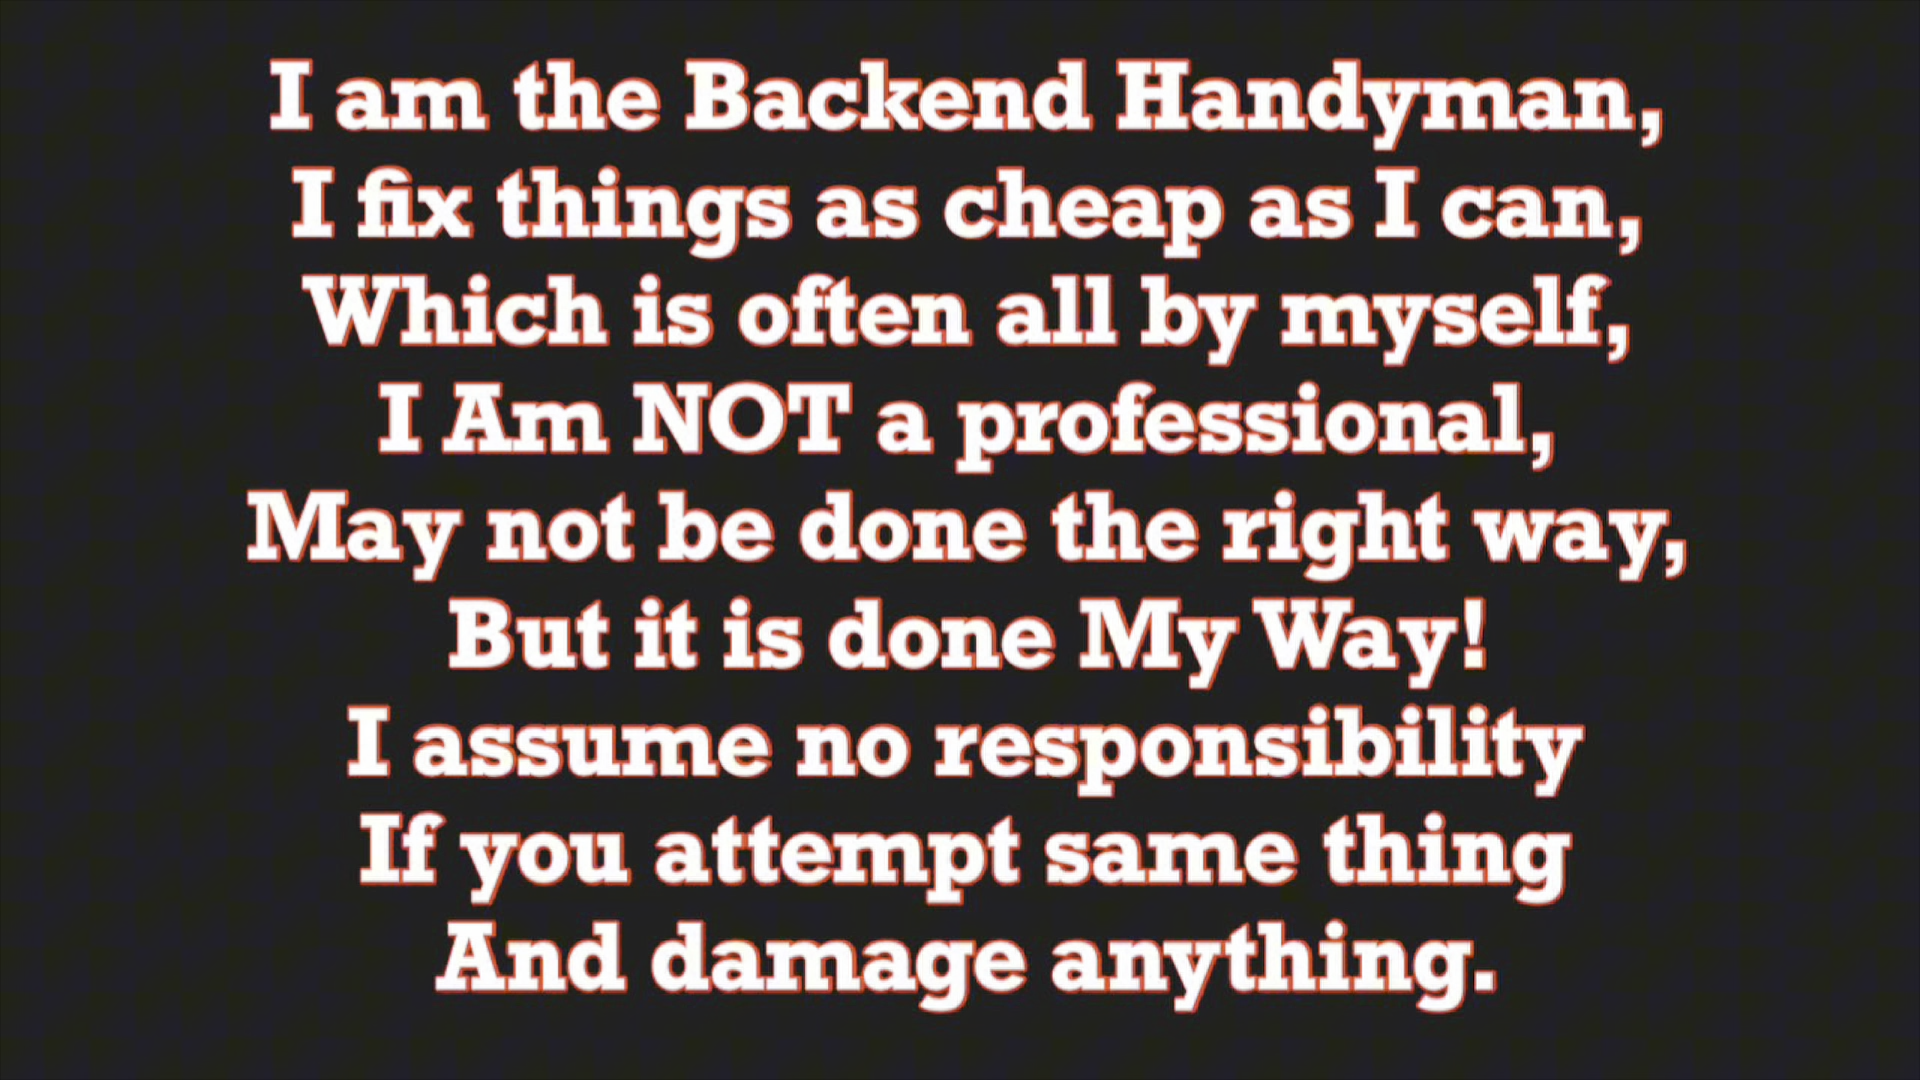 I am the Backend Handyman,
I fix things as cheap as I can,
Which is often all by myself,
I Am NOT a professional,
May not be done the right way,
But it is done My Way!
I assume no responsibility
If you attempt same thing
And damage anything.